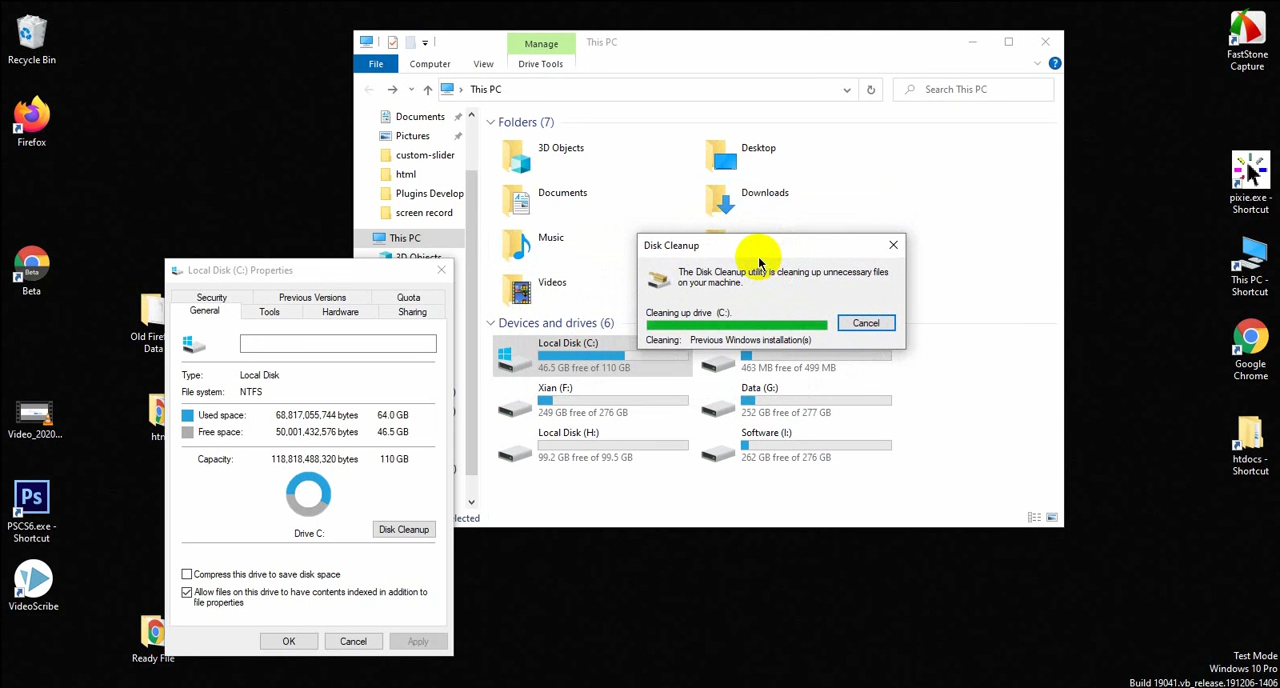 Recycle Bin
Firefox
Beta
Old Firef
Data
htn
Video_2020...
PSCS6.exe -
Shortcut
VideoScribe
Ready File
Manage
This PC
File
Computer
View
Drive Tools
This PC
Search This PC
Documents
Pictures
custom-slider
html
Plugins Develop
screen record
This PC
3D Objects
Folders (7)
3D Objects
Desktop
Documents
Downloads
Music
Videos
Devices and drives (6)
Local Disk (C:)
46.5 GB free of 110 GB
463 MB free of 499 MB
Xian (F:)
249 GB free of 276 GB
Data (G:)
252 GB free of 277 GB
Local Disk (H:)
99.2 GB free of 99.5 GB
Software (I:)
262 GB free of 276 GB
lected
Disk Cleanup
The Disk Cleanup utility is cleaning up unnecessary files
on your machine.
Cleaning up drive (C:).
Cancel
Cleaning: Previous Windows installation(s)
Local Disk (C:) Properties
Security
Previous Versions
Quota
General
Tools
Hardware
Sharing
Type: Local Disk
File system: NTFS
Used space: 68,817,055,744 bytes 64.0 GB
Free space: 50,001,432,576 bytes 46.5 GB
Capacity: 118,818,488,320 bytes 110 GB
Drive C:
Disk Cleanup
Compress this drive to save disk space
Allow files on this drive to have contents indexed in addition to
file properties
OK
Cancel
Apply
FastStone
Capture
pixie.exe -
Shortcut
This PC -
Shortcut
Google
Chrome
htdocs -
Shortcut
Test Mode
Windows 10 Pro
Build 19041.vb_release.191206-1406